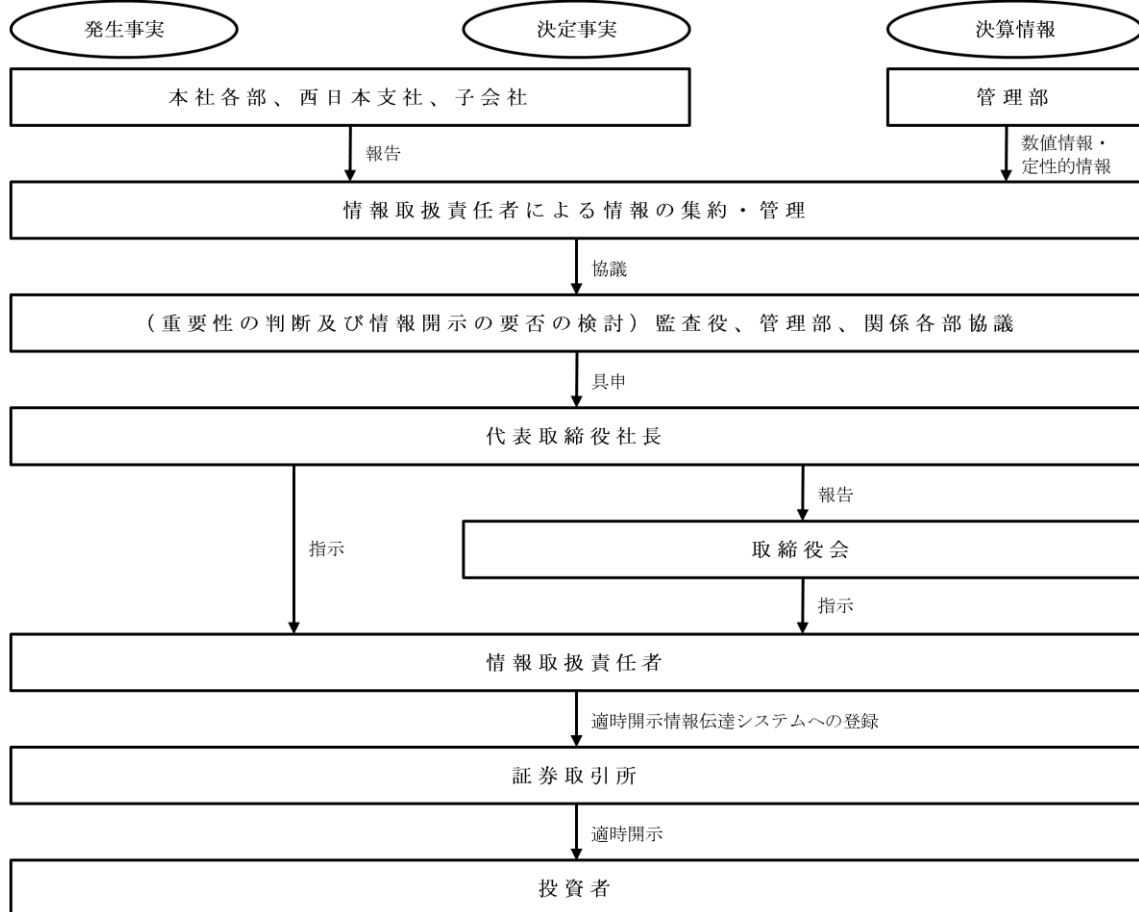 発生事実
決定事実
決算情報
本社各部、西日本支社、子会社
管理部
報告
数値情報・
定性的情報
情報取扱責任者による情報の集約・管理
協議
（重要性の判断及び情報開示の要否の検討）監査役、管理部、関係各部協議
具申
代表取締役社長
報告
取締役会
指示
指示
情報取扱責任者
適時開示情報伝達システムへの登録
証券取引所
適時開示
投資者